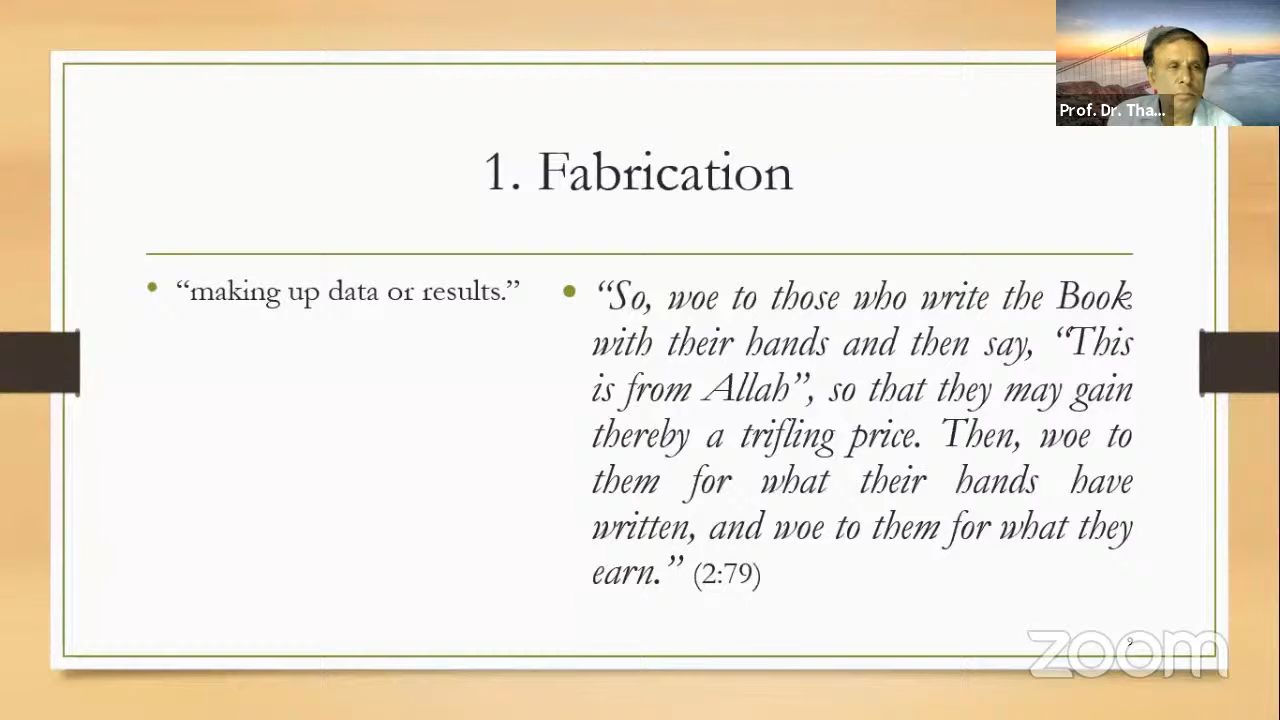 Prof. Dr. Tha...
1. Fabrication
• “making up data or results.”
• “So, woe to those who write the Book
with their hands and then say, “This
is from Allah”, so that they may gain
thereby a trifling price. Then, woe to
them for what their hands have
written, and woe to them for what they
earn.” (2:79)
9
zoom